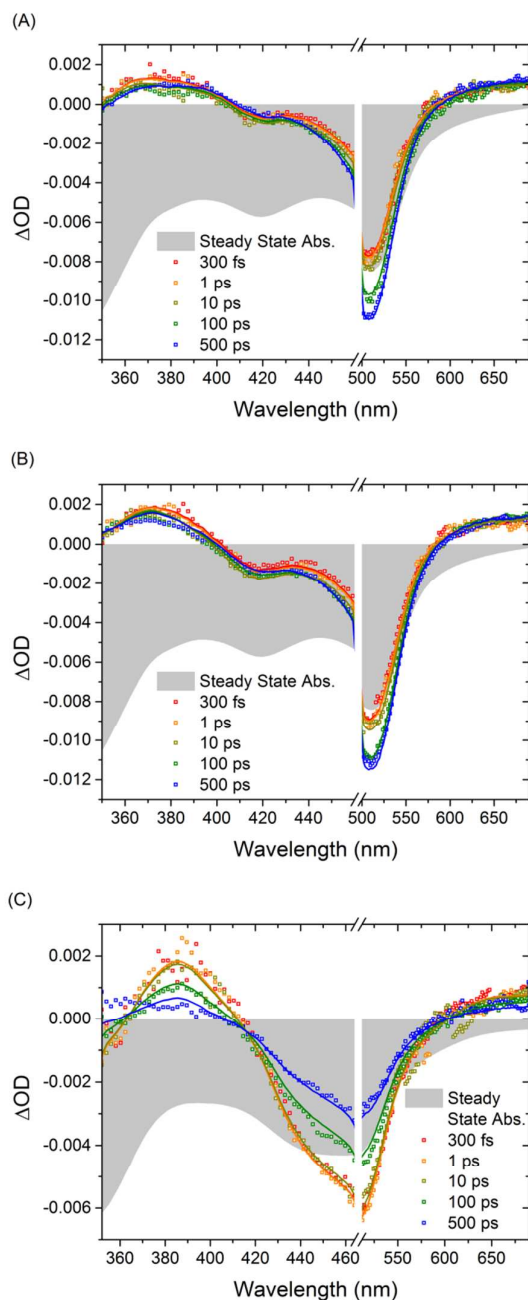 (A)
0.002
0.000
-0.002
-0.004
-0.006
-0.008
-0.010
-0.012
ΔOD
Steady State Abs.
300 fs
1 ps
10 ps
100 ps
500 ps
360 380 400 420 440 500 550 600 650
Wavelength (nm)
(B)
0.002
0.000
-0.002
-0.004
-0.006
-0.008
-0.010
-0.012
ΔOD
Steady State Abs.
300 fs
1 ps
10 ps
100 ps
500 ps
360 380 400 420 440 500 550 600 650
Wavelength (nm)
(C)
0.002
0.000
-0.002
-0.004
-0.006
ΔOD
Steady
State Abs.
300 fs
1 ps
10 ps
100 ps
500 ps
360 380 400 420 440 460 550 600 650
Wavelength (nm)